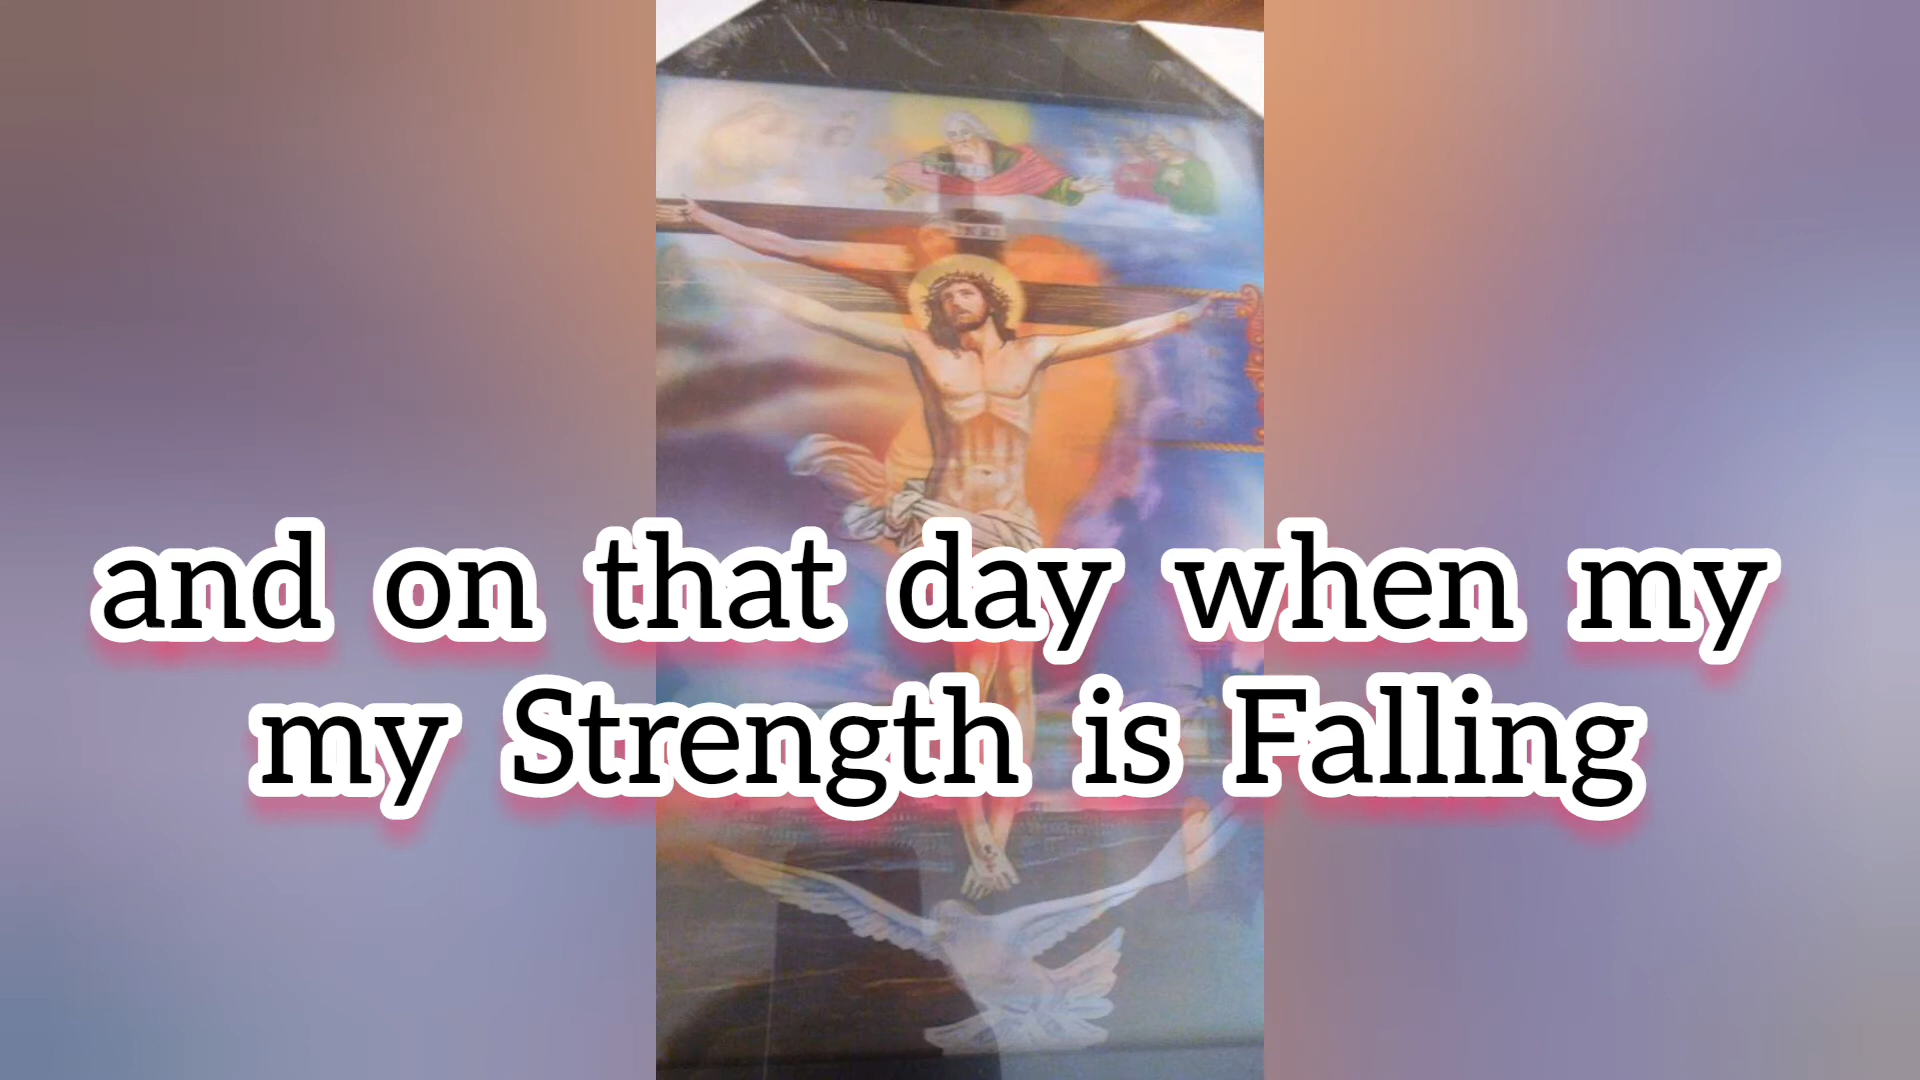 and on that day when my
my Strength is Falling